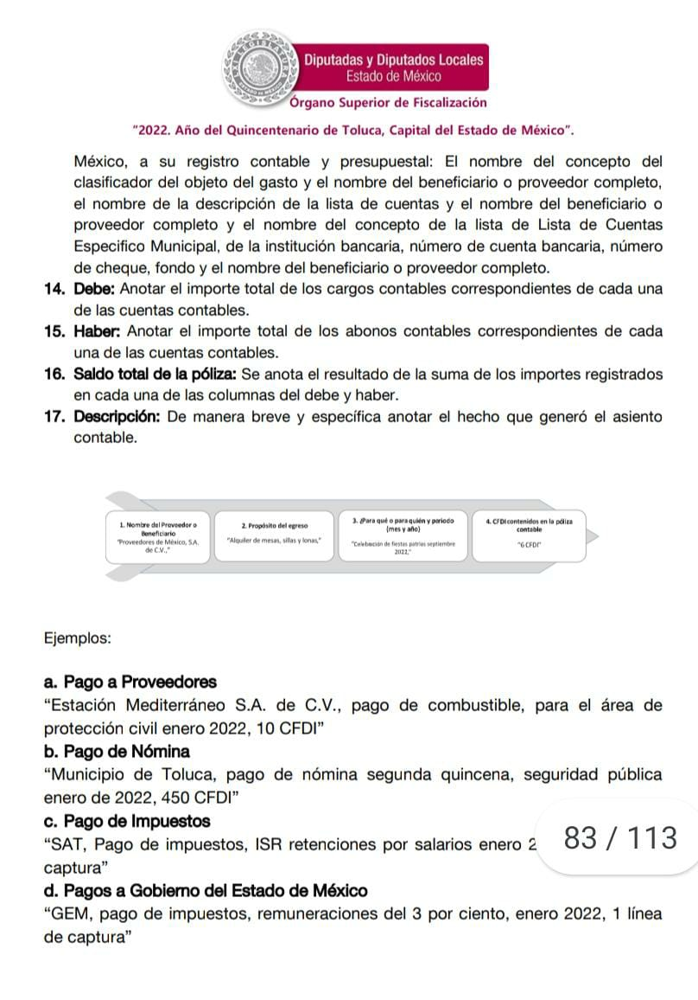 Diputadas y Diputados Locales
Estado de México
Órgano Superior de Fiscalización
"2022. Año del Quincentenario de Toluca, Capital del Estado de México".
México, a su registro contable y presupuestal: El nombre del concepto del
clasificador del objeto del gasto y el nombre del beneficiario o proveedor completo,
el nombre de la descripción de la lista de cuentas y el nombre del beneficiario o
proveedor completo y el nombre del concepto de la lista de Lista de Cuentas
Especifico Municipal, de la institución bancaria, número de cuenta bancaria, número
de cheque, fondo y el nombre del beneficiario o proveedor completo.
14. Debe: Anotar el importe total de los cargos contables correspondientes de cada una
de las cuentas contables.
15. Haber: Anotar el importe total de los abonos contables correspondientes de cada
una de las cuentas contables.
16. Saldo total de la póliza: Se anota el resultado de la suma de los importes registrados
en cada una de las columnas del debe y haber.
17. Descripción: De manera breve y específica anotar el hecho que generó el asiento
contable.
1. Nombre del Proveedor o
Beneficiario
"Proveedores de México, S.A.
de C.V.,"
2. Propósito del egreso
"Alquiler de mesas, sillas y lonas,"
3. ¿Para qué o para quién y periodo
(mes y año)
"Celebración de fiestas patrias septiembre
2022,"
4. CFDI contenidos en la póliza
contable
"6 CFDI"
Ejemplos:
a. Pago a Proveedores
“Estación Mediterráneo S.A. de C.V., pago de combustible, para el área de
protección civil enero 2022, 10 CFDI”
b. Pago de Nómina
“Municipio de Toluca, pago de nómina segunda quincena, seguridad pública
enero de 2022, 450 CFDI”
c. Pago de Impuestos
“SAT, Pago de impuestos, ISR retenciones por salarios enero 2
captura”
d. Pagos a Gobierno del Estado de México
“GEM, pago de impuestos, remuneraciones del 3 por ciento, enero 2022, 1 línea
de captura”
83 / 113